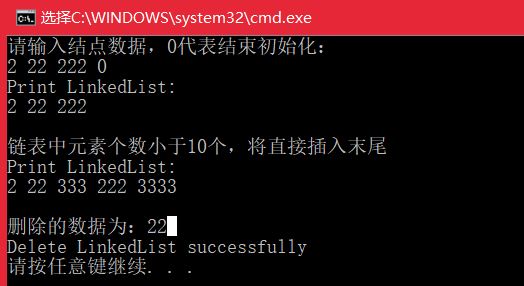 选择C:\WINDOWS\system32\cmd.exe
请输入结点数据，0代表结束初始化：
2 22 222 0
Print LinkedList:
2 22 222
链表中元素个数小于10个，将直接插入末尾
Print LinkedList:
2 22 333 222 3333
删除的数据为：22
Delete LinkedList successfully
请按任意键继续. . .